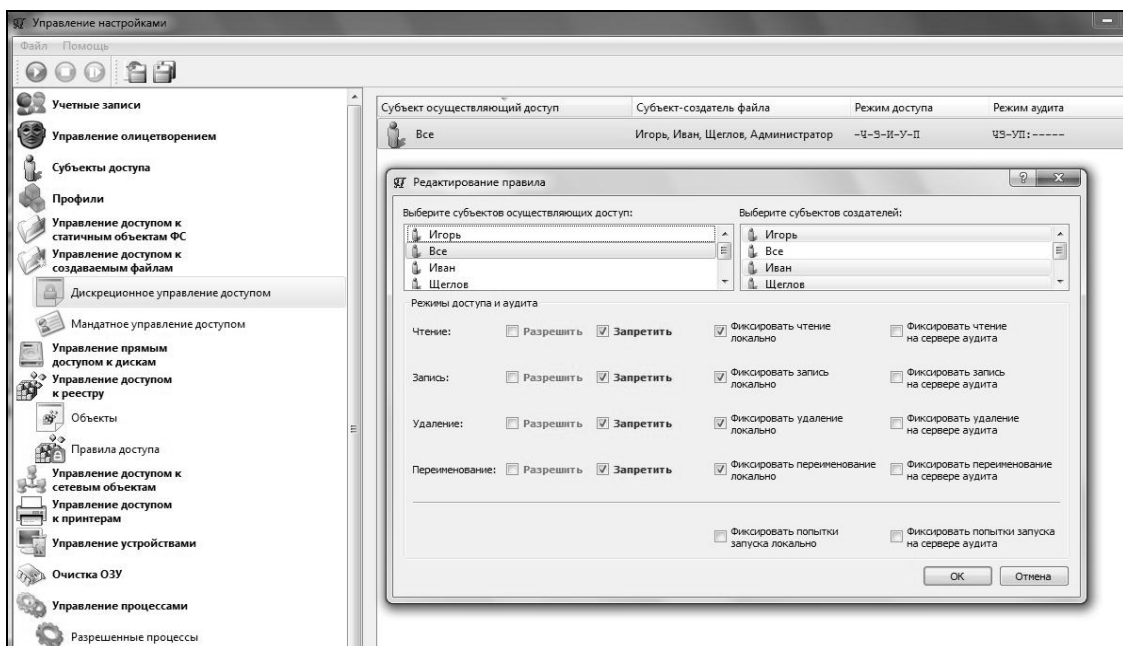 Управление настройками
Файл Помощь
Учетные записи
Управление олицетворением
Субъекты доступа
Профили
Управление доступом к
статичным объектам ФС
Управление доступом к
создаваемым файлам
Дискреционное управление доступом
Мандатное управление доступом
Управление прямым
доступом к дискам
Управление доступом
к реестру
Объекты
Правила доступа
Управление доступом к
сетевым объектам
Управление доступом
к принтерам
Управление устройствами
Очистка ОЗУ
Управление процессами
Разрешенные процессы
Субъект осуществляющий доступ Субъект-создатель файла Режим доступа Режим аудита
Все Игорь, Иван, Щеглов, Администратор -Ч-З-И-У-П ЧЗ-УП:-----
Редактирование правила
Выберите субъектов осуществляющих доступ: Выберите субъектов создателей:
Игорь Игорь
Все Все
Иван Иван
Щеглов Щеглов
Режимы доступа и аудита
Чтение: Разрешить Запретить Фиксировать чтение локально Фиксировать чтение на сервере аудита
Запись: Разрешить Запретить Фиксировать запись локально Фиксировать запись на сервере аудита
Удаление: Разрешить Запретить Фиксировать удаление локально Фиксировать удаление на сервере аудита
Переименование: Разрешить Запретить Фиксировать переименование локально Фиксировать переименование на сервере аудита
Фиксировать попытки запуска локально Фиксировать попытки запуска на сервере аудита
ОК Отмена